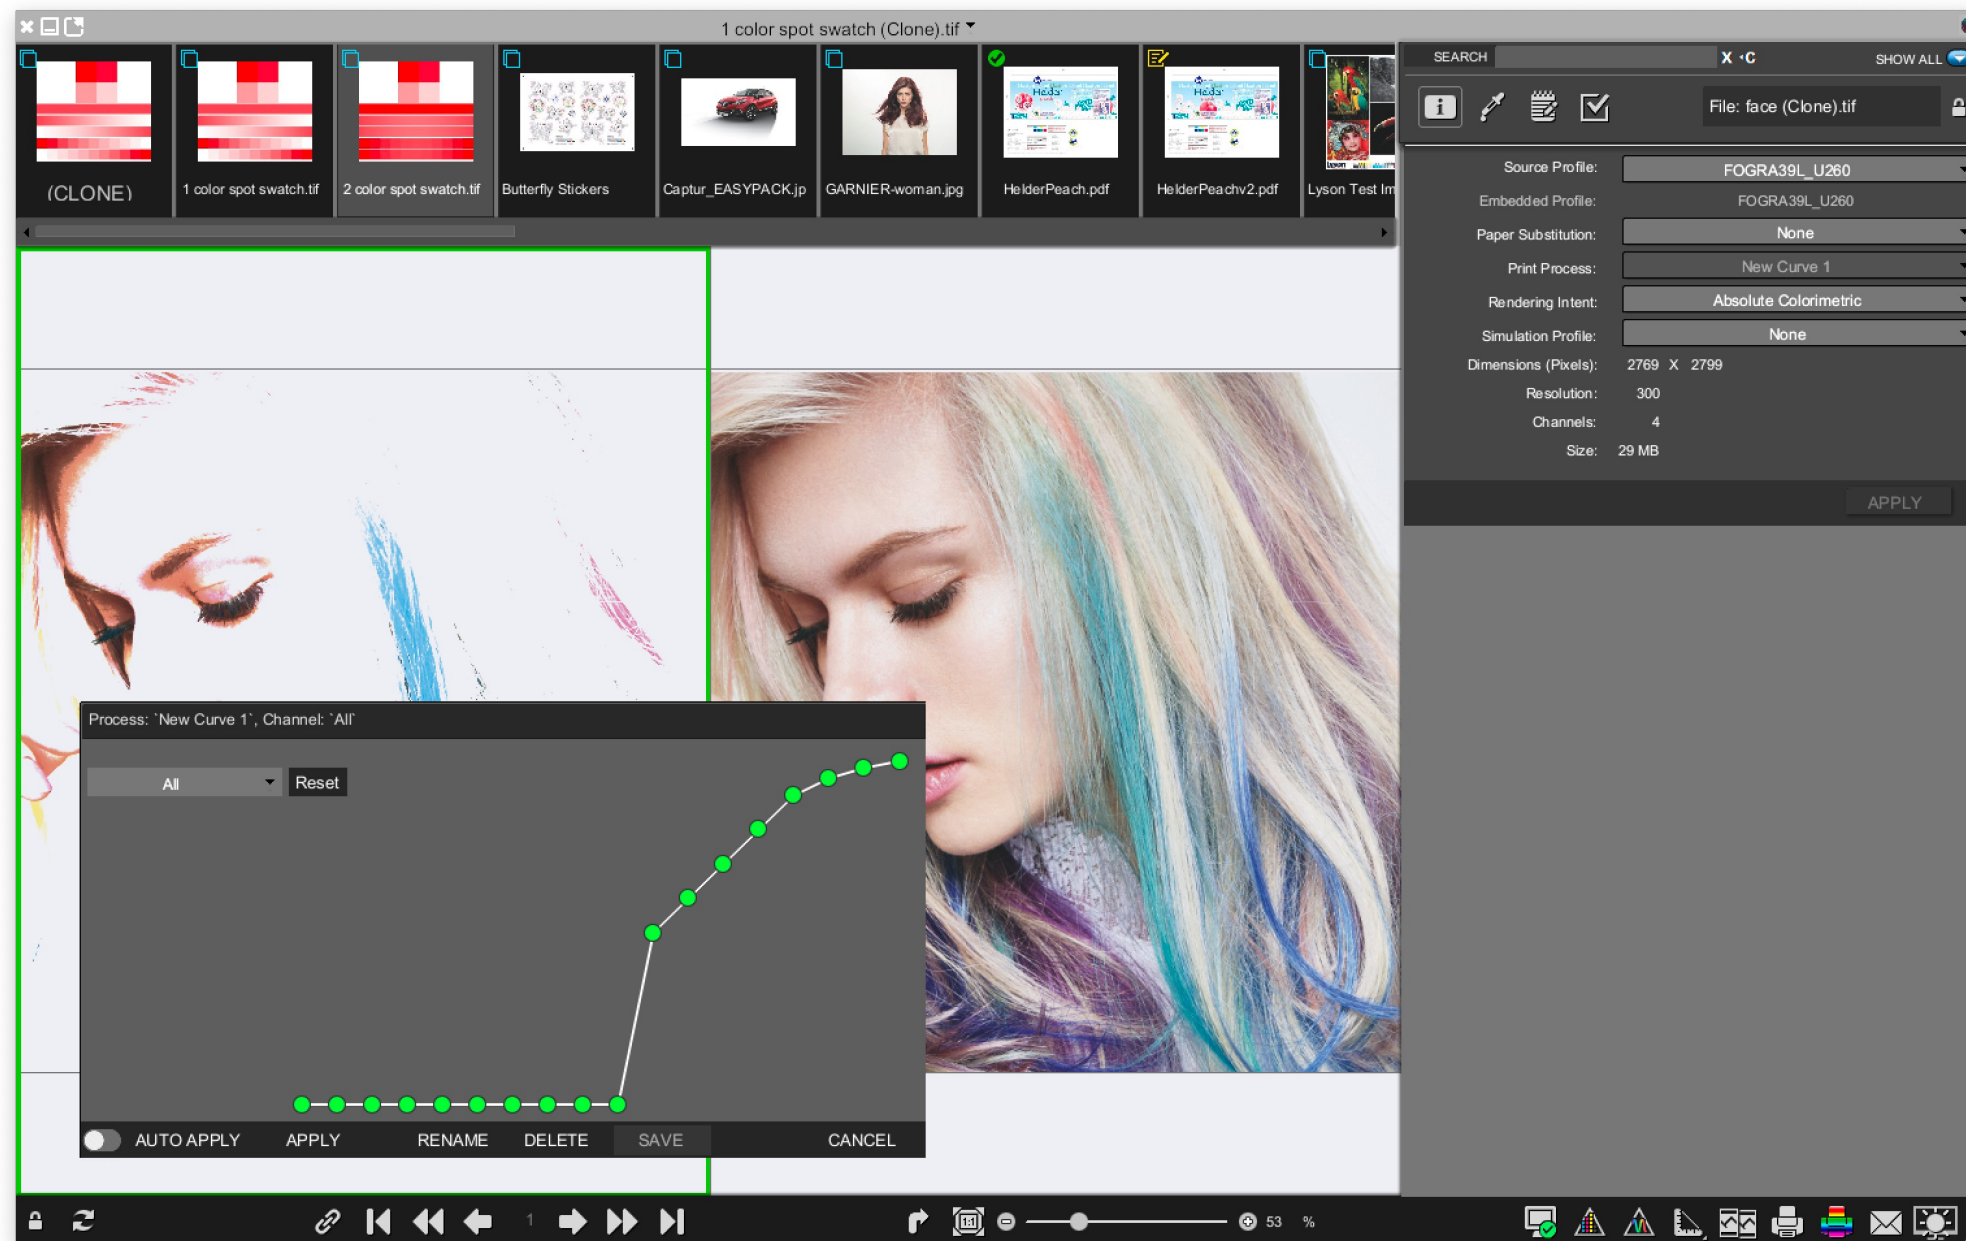 1 color spot swatch (Clone).tif
(CLONE)
1 color spot swatch.tif
2 color spot swatch.tif
Butterfly Stickers
Captur_EASYPACK.jp
GARNIER-woman.jpg
HelderPeach.pdf
HelderPeachv2.pdf
Lyson Test Im
SEARCH
X
C
SHOW ALL
File: face (Clone).tif
Source Profile: FOGRA39L_U260
Embedded Profile: FOGRA39L_U260
Paper Substitution: None
Print Process: New Curve 1
Rendering Intent: Absolute Colorimetric
Simulation Profile: None
Dimensions (Pixels): 2769 X 2799
Resolution: 300
Channels: 4
Size: 29 MB
APPLY
Process: `New Curve 1`, Channel: `All`
All
Reset
AUTO APPLY APPLY RENAME DELETE SAVE CANCEL
1
1:1
53 %